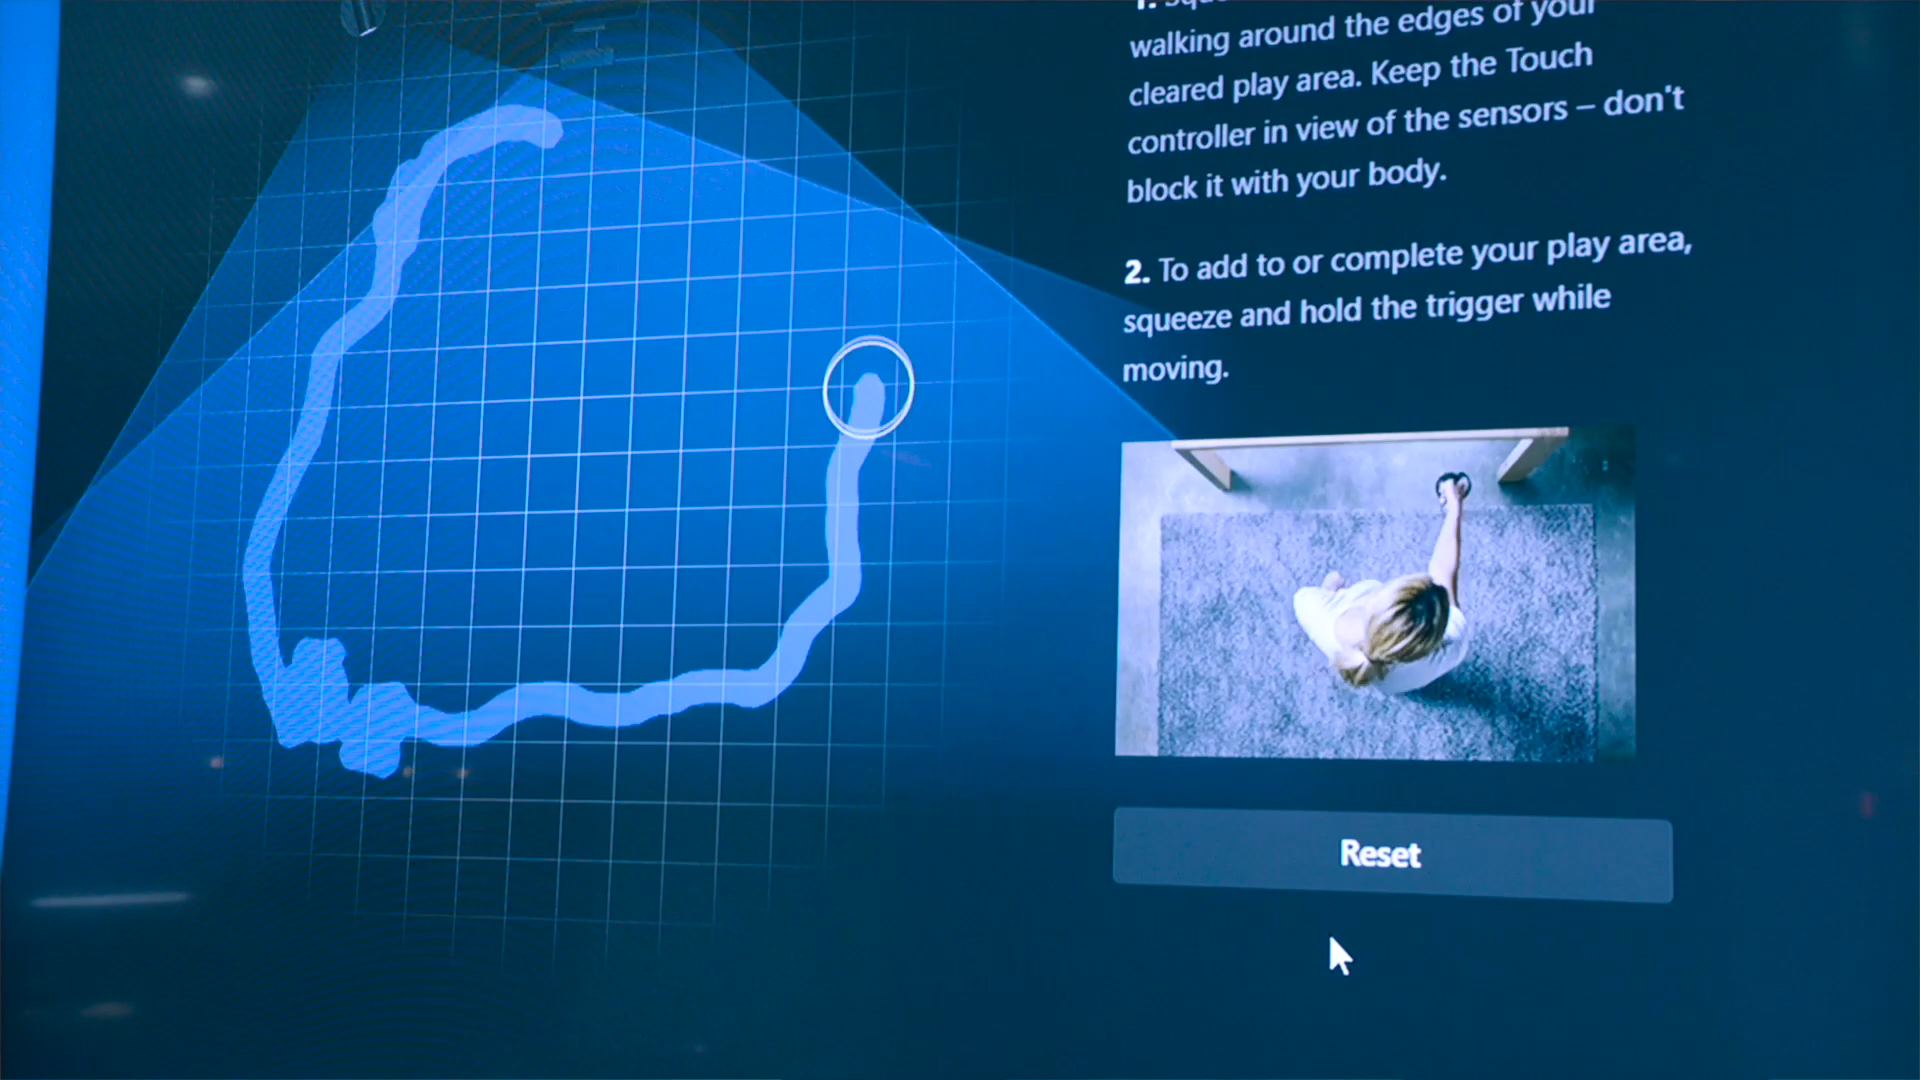 1.
walking around the edges of your
cleared play area. Keep the Touch
controller in view of the sensors – don't
block it with your body.
2. To add to or complete your play area,
squeeze and hold the trigger while
moving.
Reset